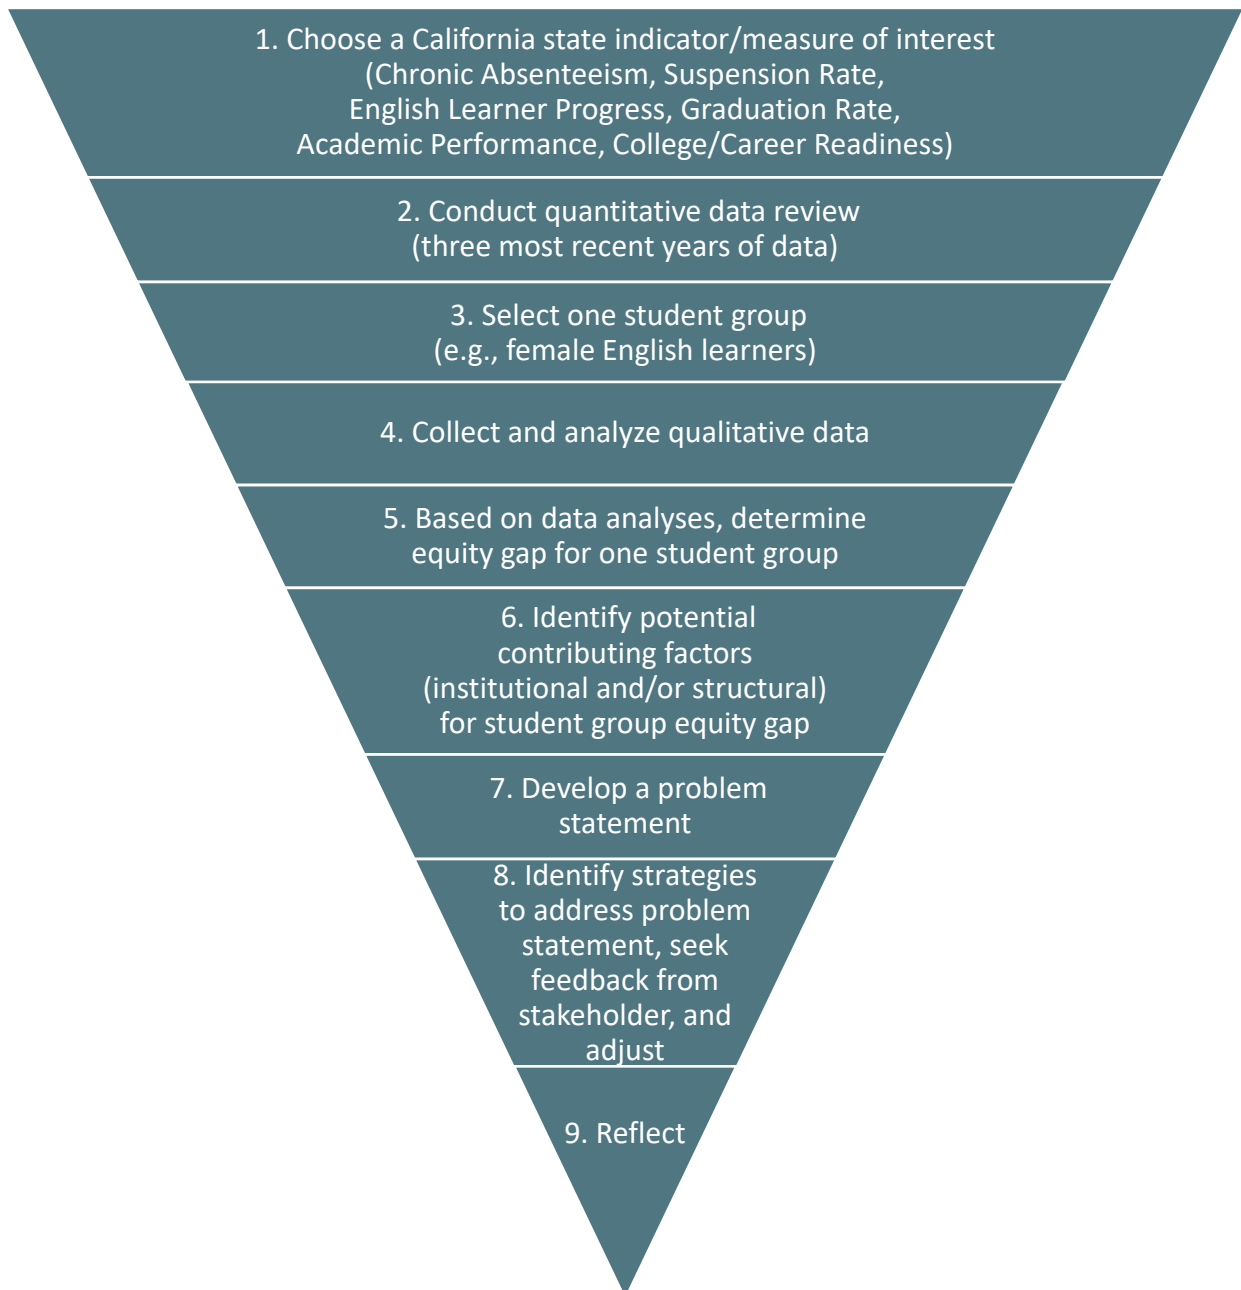 1. Choose a California state indicator/measure of interest
(Chronic Absenteeism, Suspension Rate,
English Learner Progress, Graduation Rate,
Academic Performance, College/Career Readiness)
2. Conduct quantitative data review
(three most recent years of data)
3. Select one student group
(e.g., female English learners)
4. Collect and analyze qualitative data
5. Based on data analyses, determine
equity gap for one student group
6. Identify potential
contributing factors
(institutional and/or structural)
for student group equity gap
7. Develop a problem
statement
8. Identify strategies
to address problem
statement, seek
feedback from
stakeholder, and
adjust
9. Reflect